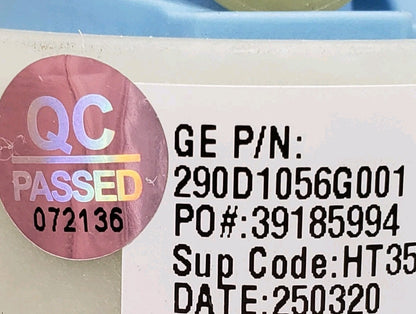 QC
PASSED
072136
GE P/N:
290D1056G001
PO#:39185994
Sup Code:HT35
DATE:250320